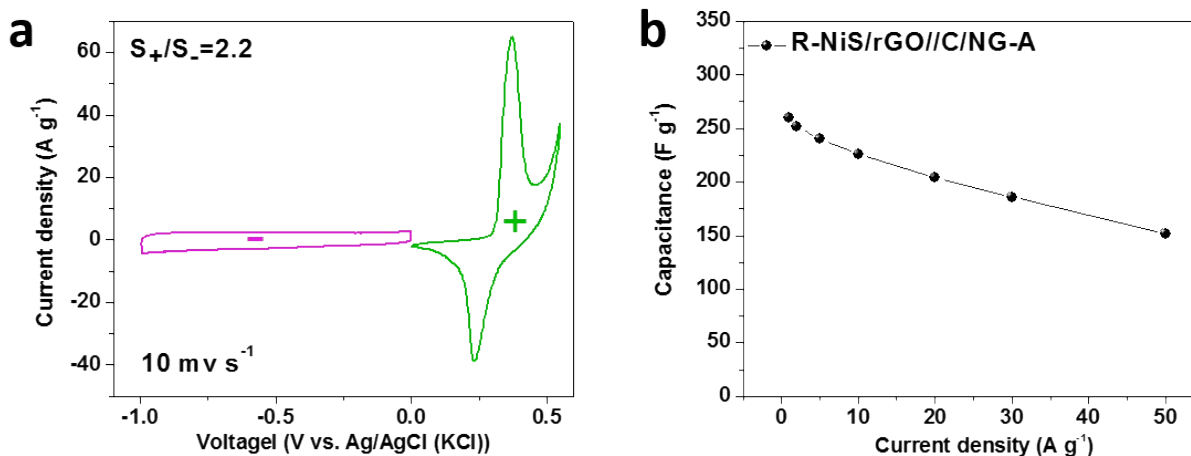 a
S₊/S₋=2.2
60
40
20
0
-20
-40
Current density (A g⁻¹)
+
-
10 mv s⁻¹
-1.0
-0.5
0.0
0.5
Voltagel (V vs. Ag/AgCl (KCl))
b
R-NiS/rGO//C/NG-A
350
300
250
200
150
100
50
0
Capacitance (F g⁻¹)
0
10
20
30
40
50
Current density (A g⁻¹)